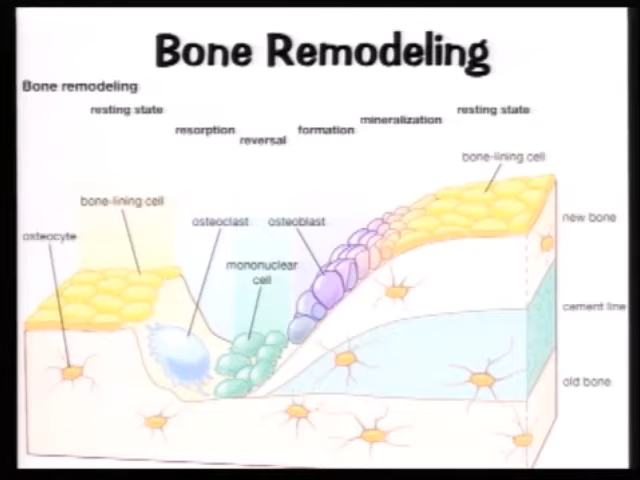 Bone Remodeling
Bone remodeling
resting state
resorption
reversal
formation
mineralization
resting state
bone-lining cell
bone-lining cell
osteocyte
osteoclast
osteoblast
mononuclear
cell
new bone
cement line
old bone